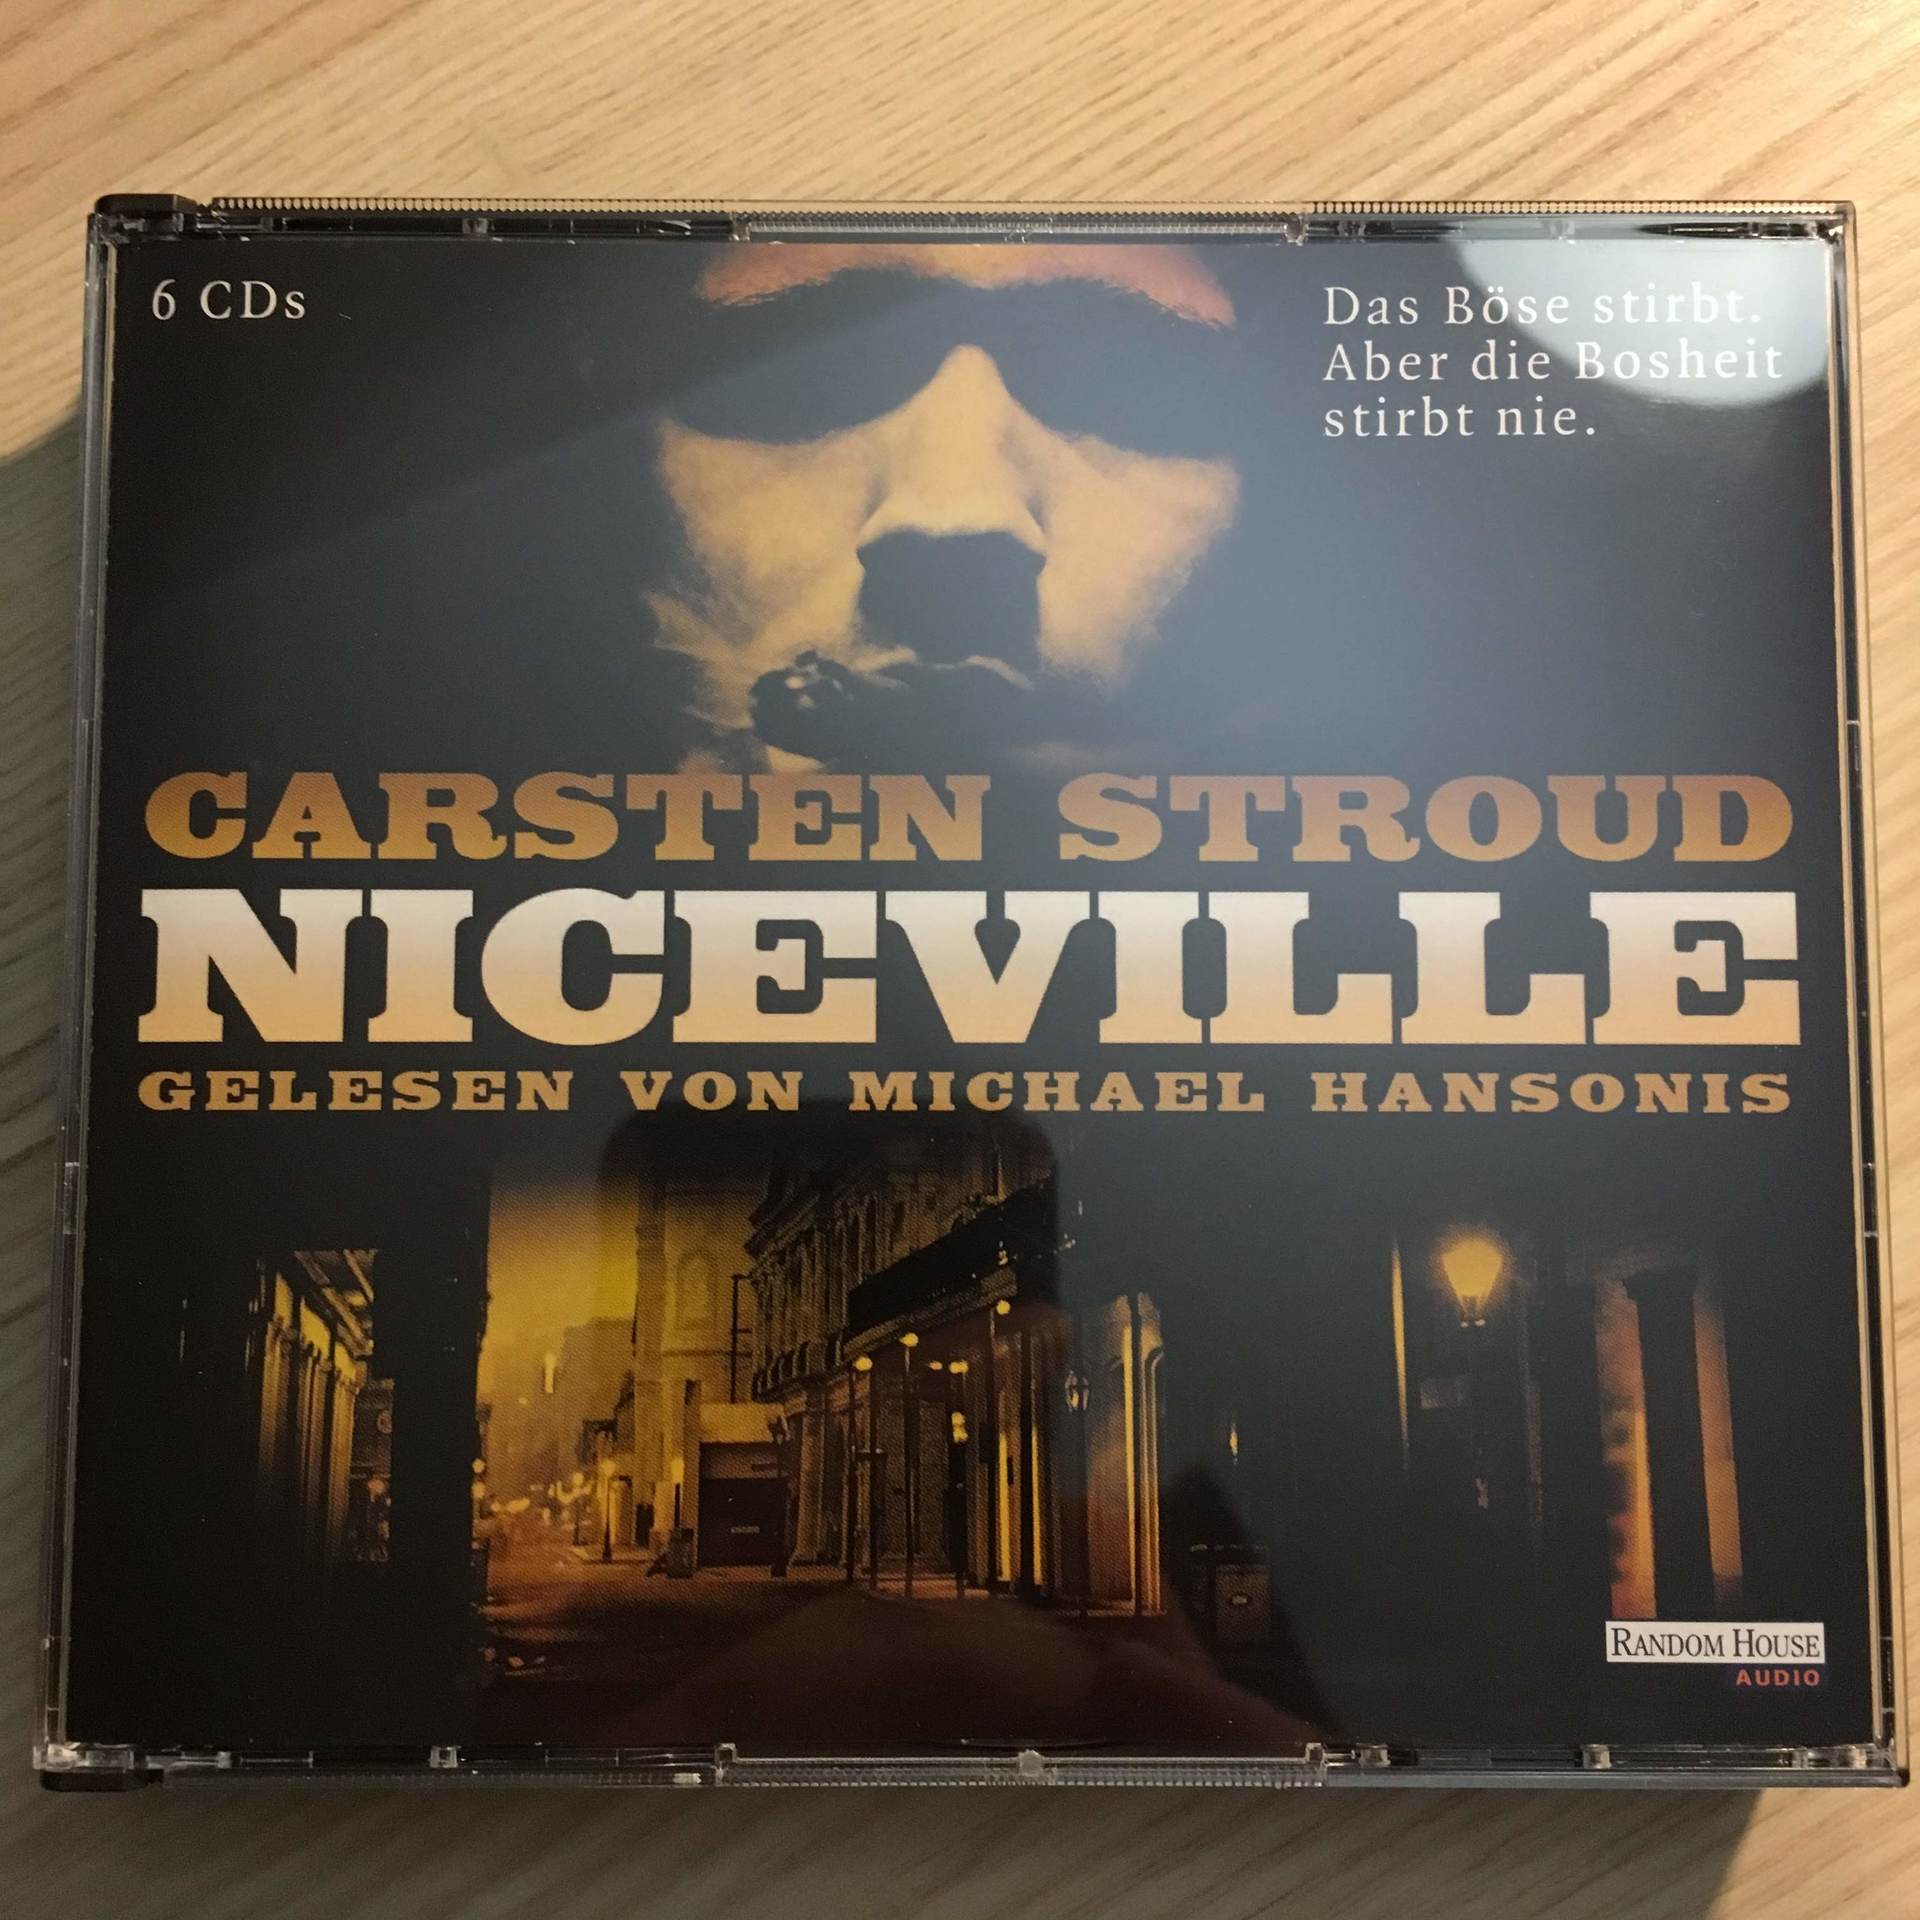 6 CDs
Das Böse stirbt.
Aber die Bosheit
stirbt nie.
CARSTEN STROUD
NICEVILLE
GELESEN VON MICHAEL HANSONIS
RANDOM HOUSE
AUDIO